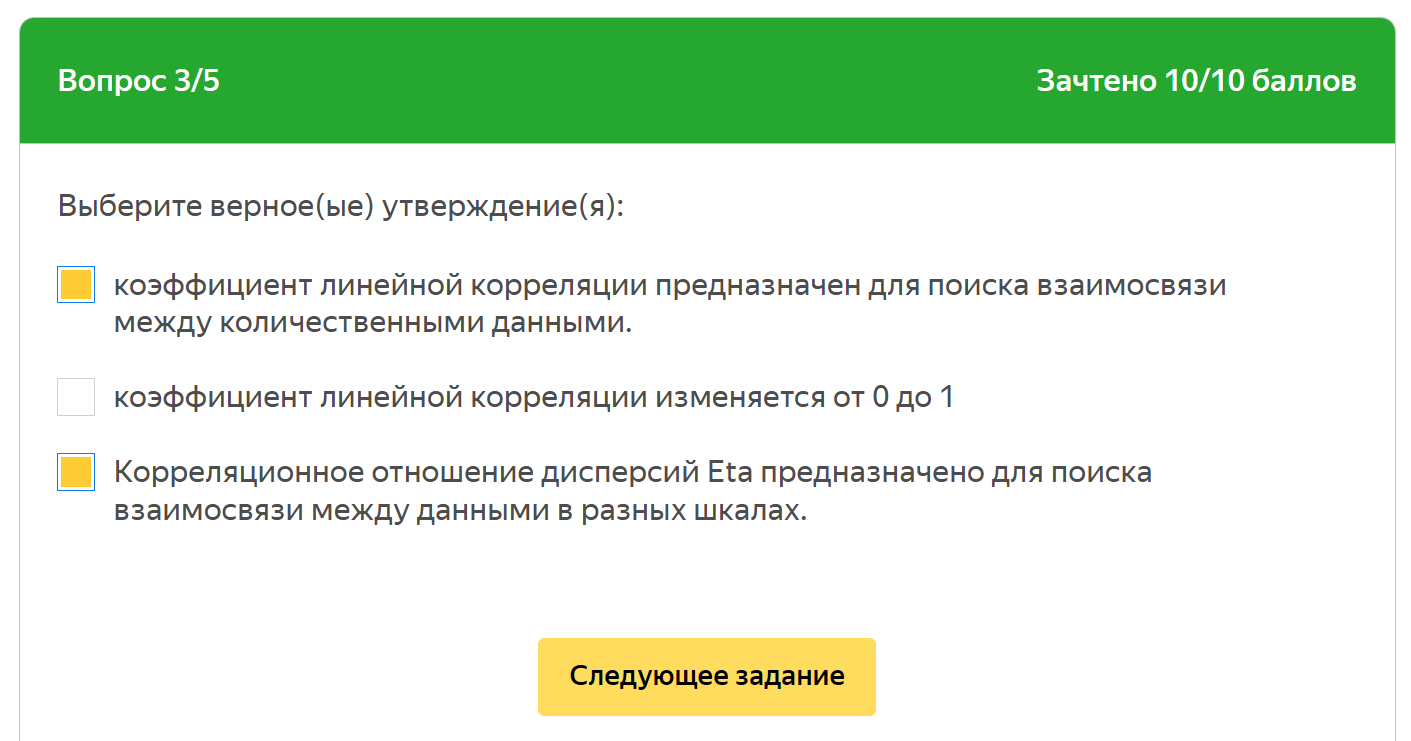 Вопрос 3/5
Зачтено 10/10 баллов
Выберите верное(ые) утверждение(я):
коэффициент линейной корреляции предназначен для поиска взаимосвязи
между количественными данными.
коэффициент линейной корреляции изменяется от 0 до 1
Корреляционное отношение дисперсий Eta предназначено для поиска
взаимосвязи между данными в разных шкалах.
Следующее задание